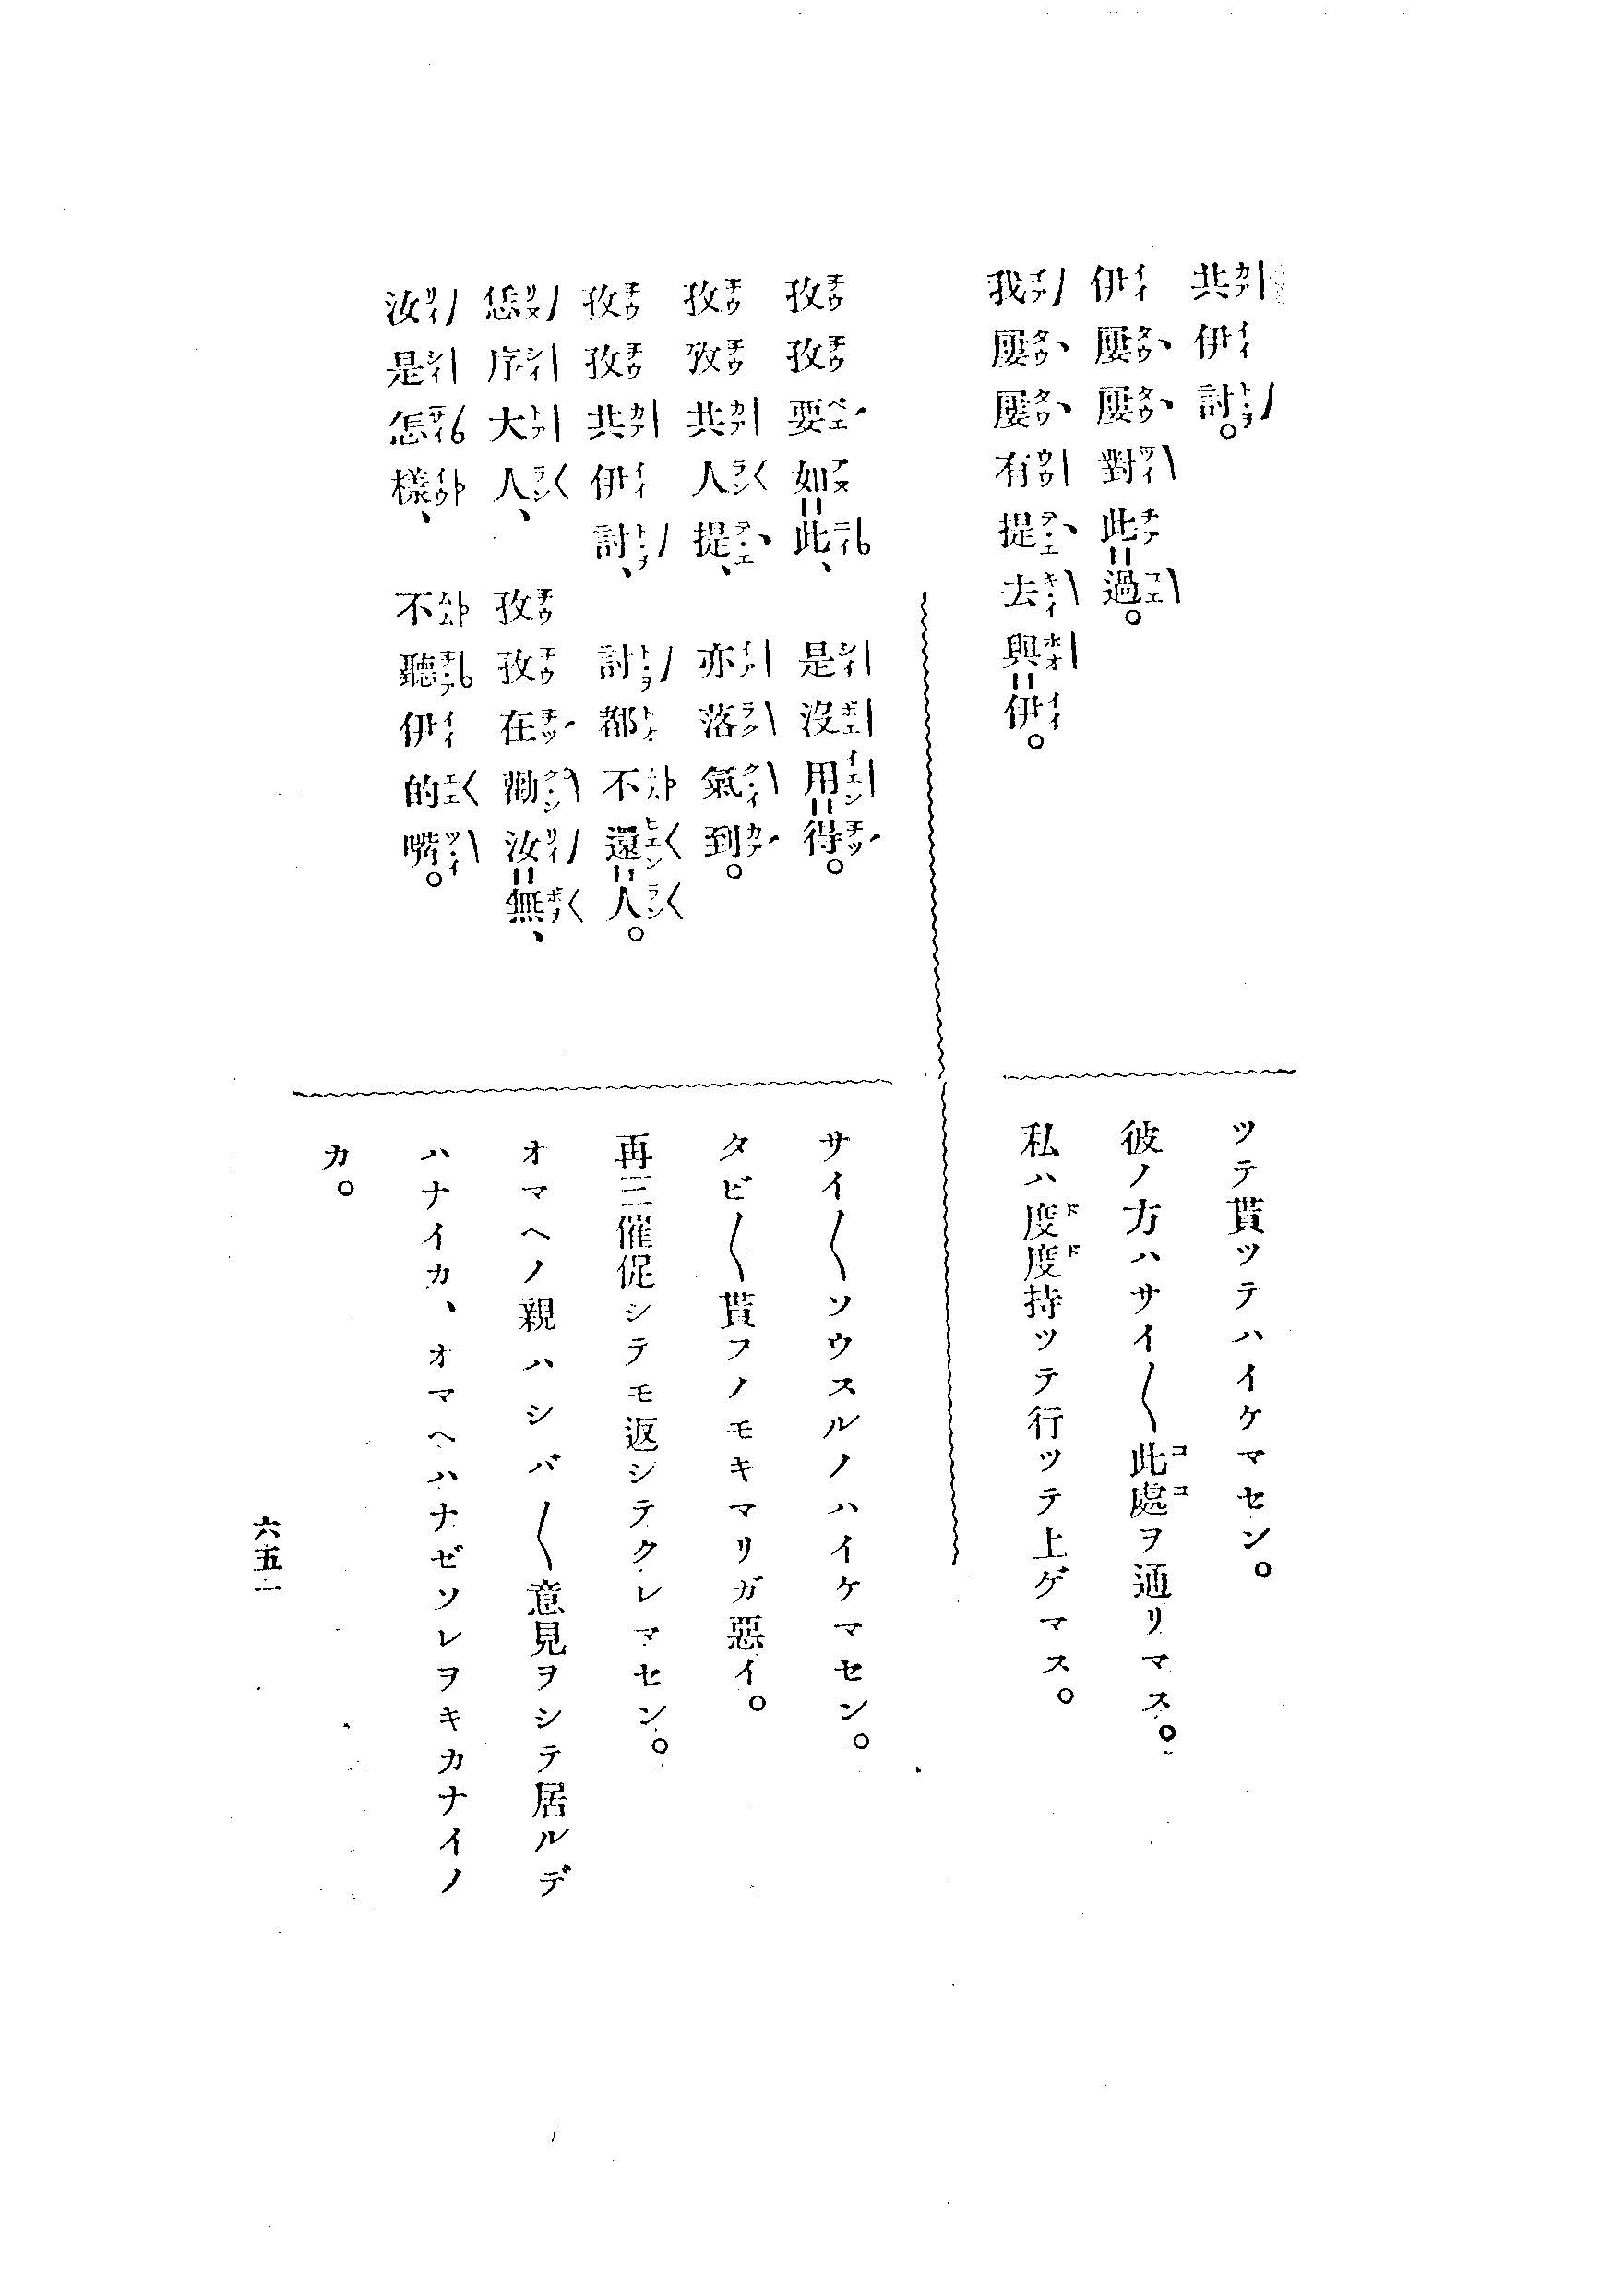 共伊討。
伊屢屢對此=過。
我屢屢有提去與=伊。
孜孜要如=此、是沒用=得。
孜孜共人提、亦落氣到。
孜孜共伊討、討都不還=人。
恁序大人、孜孜在勸汝=無、
汝是怎樣、不聽伊的嘴。
ツテ貰ツテハイケマセン。
彼ノ方ハサイ〱此處ヲ通リマス。
私ハ度度持ツテ行ツテ上ゲマス。
サイ〱ソウスルノハイケマセン。
タビ〱貰フノモキマリガ惡イ。
再三催促シテモ返シテクレマセン。
オマヘノ親ハシバ〱意見ヲシテ居ルデ
ハナイカ、オマヘハナゼソレヲキカナイノ
カ。
六五一